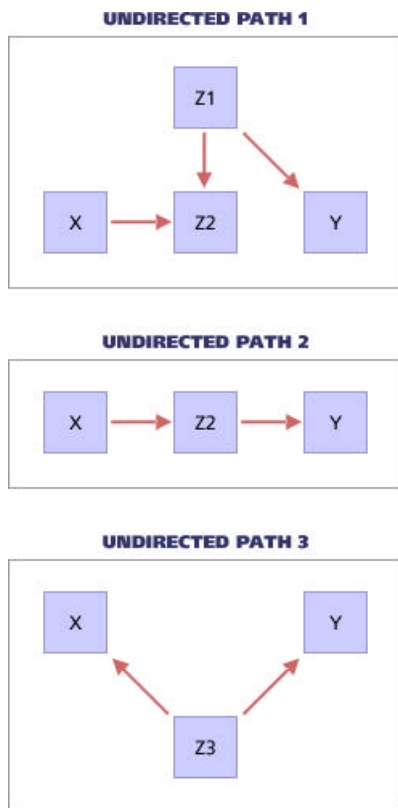 UNDIRECTED PATH 1
Z1
X Z2 Y
UNDIRECTED PATH 2
X Z2 Y
UNDIRECTED PATH 3
X Y
Z3